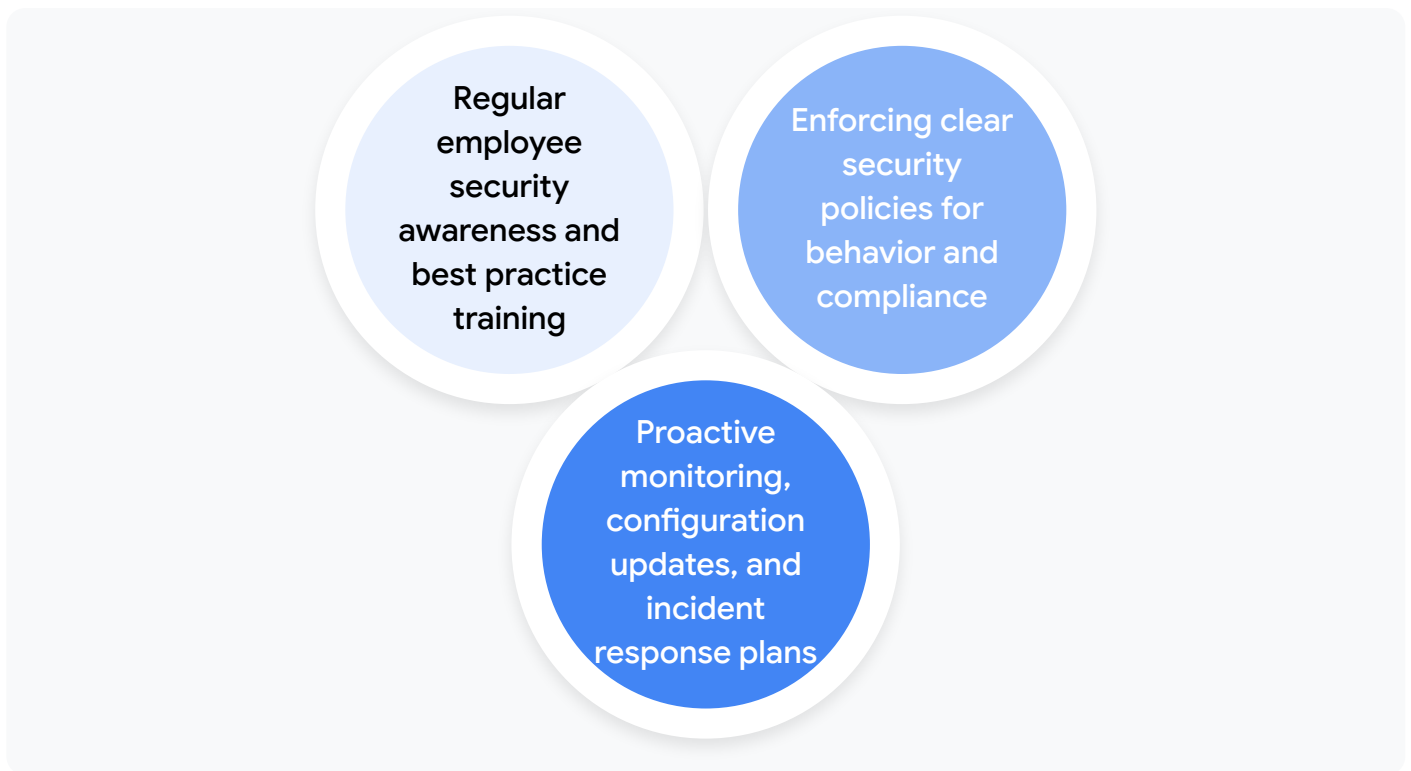 Regular
employee
security
awareness and
best practice
training
Enforcing clear
security
policies for
behavior and
compliance
Proactive
monitoring,
configuration
updates, and
incident
response plans